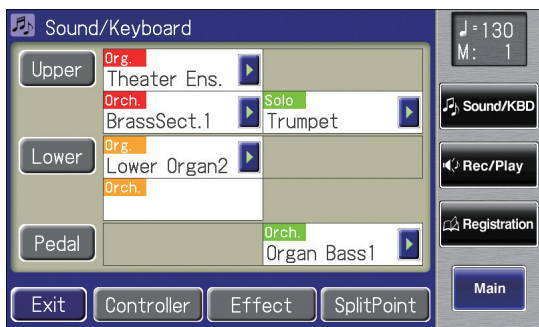 Sound/Keyboard
♩=130
M: 1
Upper
Org.
Theater Ens.
Orch.
BrassSect.1
Solo
Trumpet
Sound/KBD
Lower
Org.
Lower Organ2
Orch.
Rec/Play
Pedal
Orch.
Organ Bass1
Registration
Exit
Controller
Effect
SplitPoint
Main